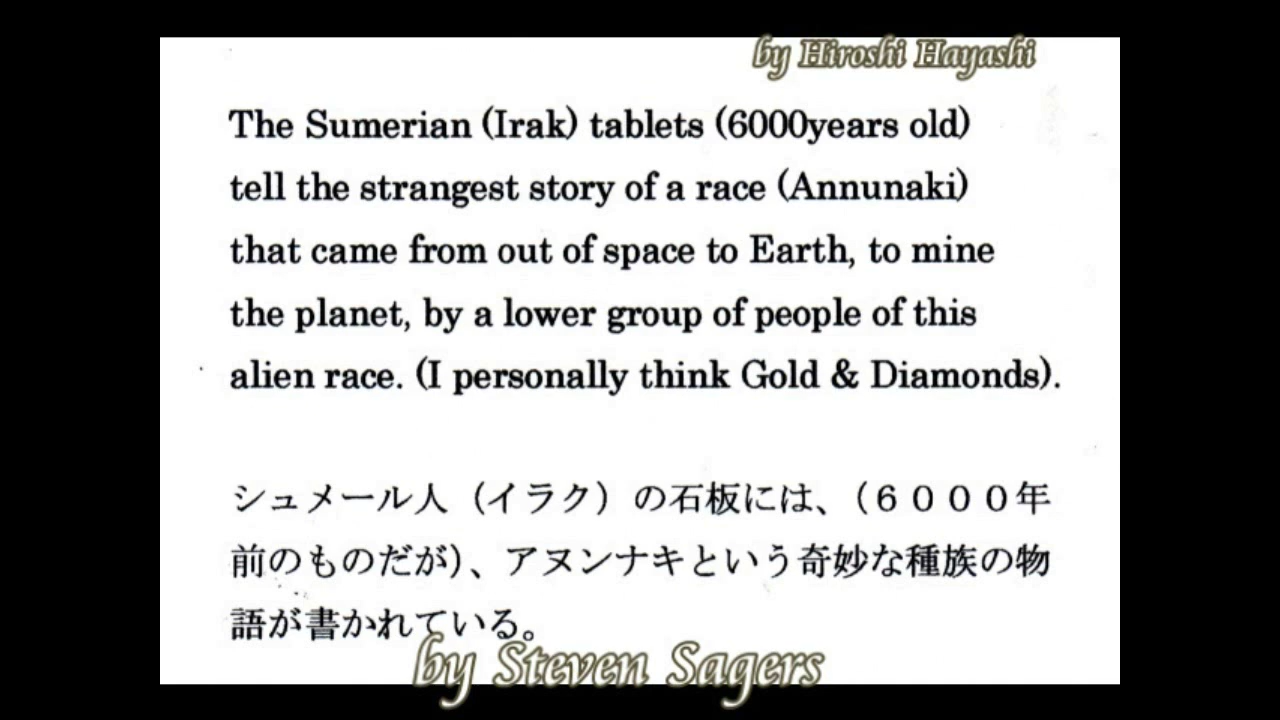 by Hiroshi Hayashi
The Sumerian (Irak) tablets (6000years old)
tell the strangest story of a race (Annunaki)
that came from out of space to Earth, to mine
the planet, by a lower group of people of this
alien race. (I personally think Gold & Diamonds).
シュメール人（イラク）の石板には、（６０００年
前のものだが）、アヌンナキという奇妙な種族の物
語が書かれている。
by Steven Sagers